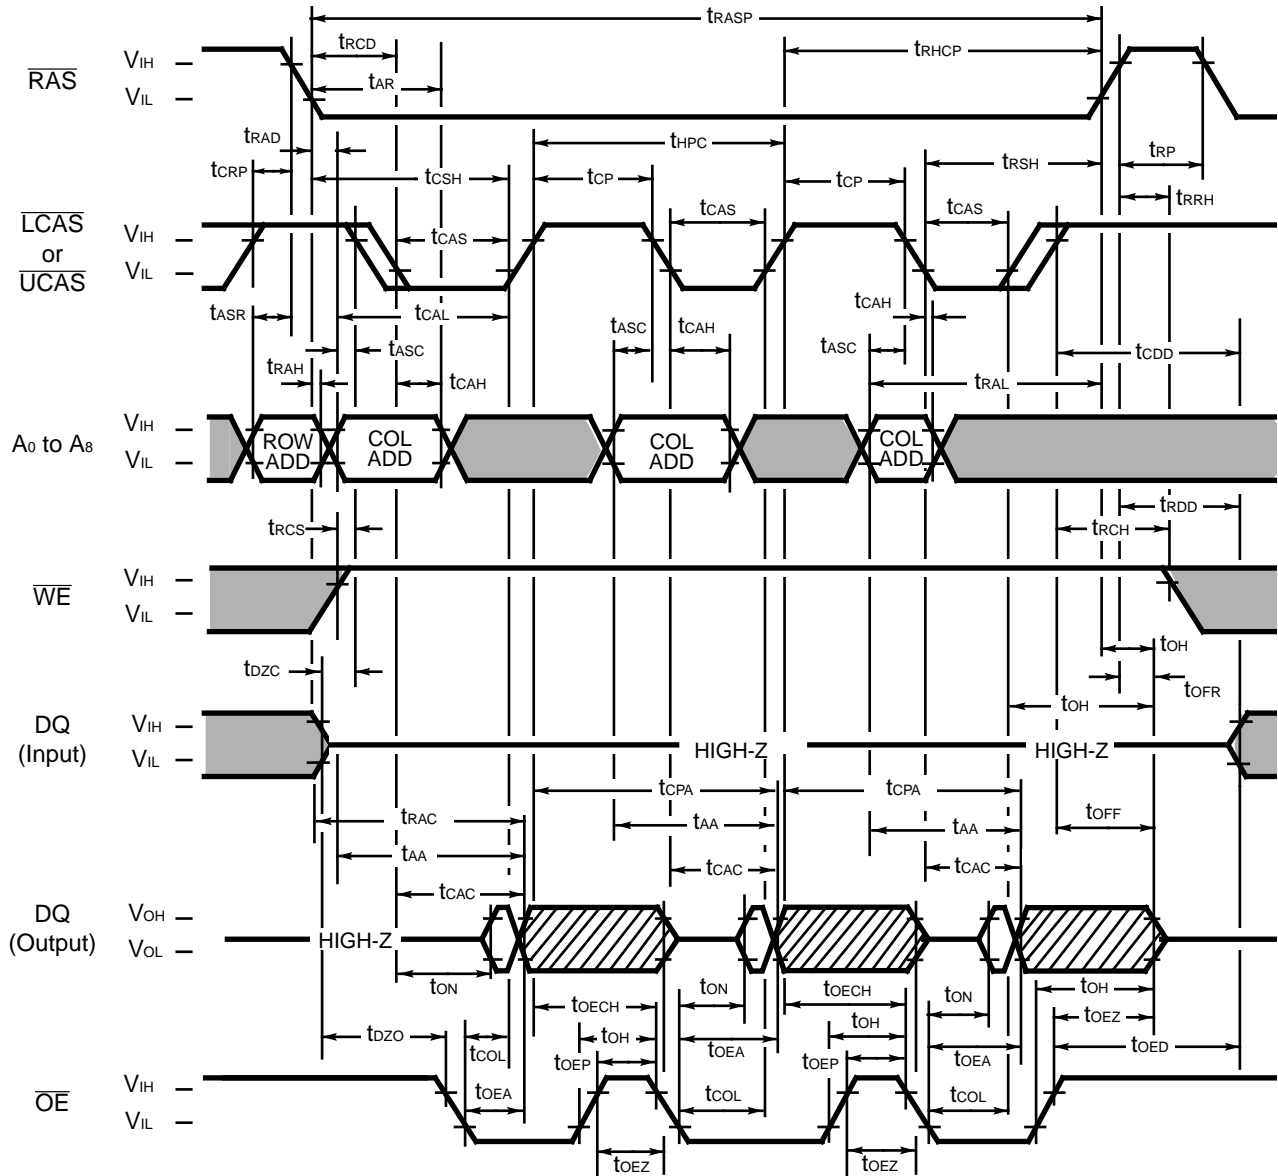 tRASP
tRCD
tRHCP
RAS
VIH
VIL
tAR
tRAD
tHPC
tCRP
tCSH
tCP
tCP
tRSH
tRP
tRRH
LCAS
or
UCAS
VIH
VIL
tCAS
tCAS
tCAS
tASR
tCAL
tCAH
tASC
tASC
tCAH
tASC
tCDD
tRAH
tCAH
tRAL
A0 to A8
VIH
VIL
ROW
ADD
COL
ADD
COL
ADD
COL
ADD
tRDD
tRCS
tRCH
WE
VIH
VIL
tOH
tDZC
tOFR
tOH
DQ
(Input)
VIH
VIL
HIGH-Z
HIGH-Z
tCPA
tCPA
tRAC
tAA
tAA
tOFF
tAA
tCAC
tCAC
tCAC
DQ
(Output)
VOH
VOL
HIGH-Z
tON
tOECH
tON
tOECH
tON
tOH
tDZO
tCOL
tOH
tOEA
tOH
tOEA
tOEZ
tOEP
tOEP
tOED
OE
VIH
VIL
tOEA
tCOL
tCOL
tOEZ
tOEZ